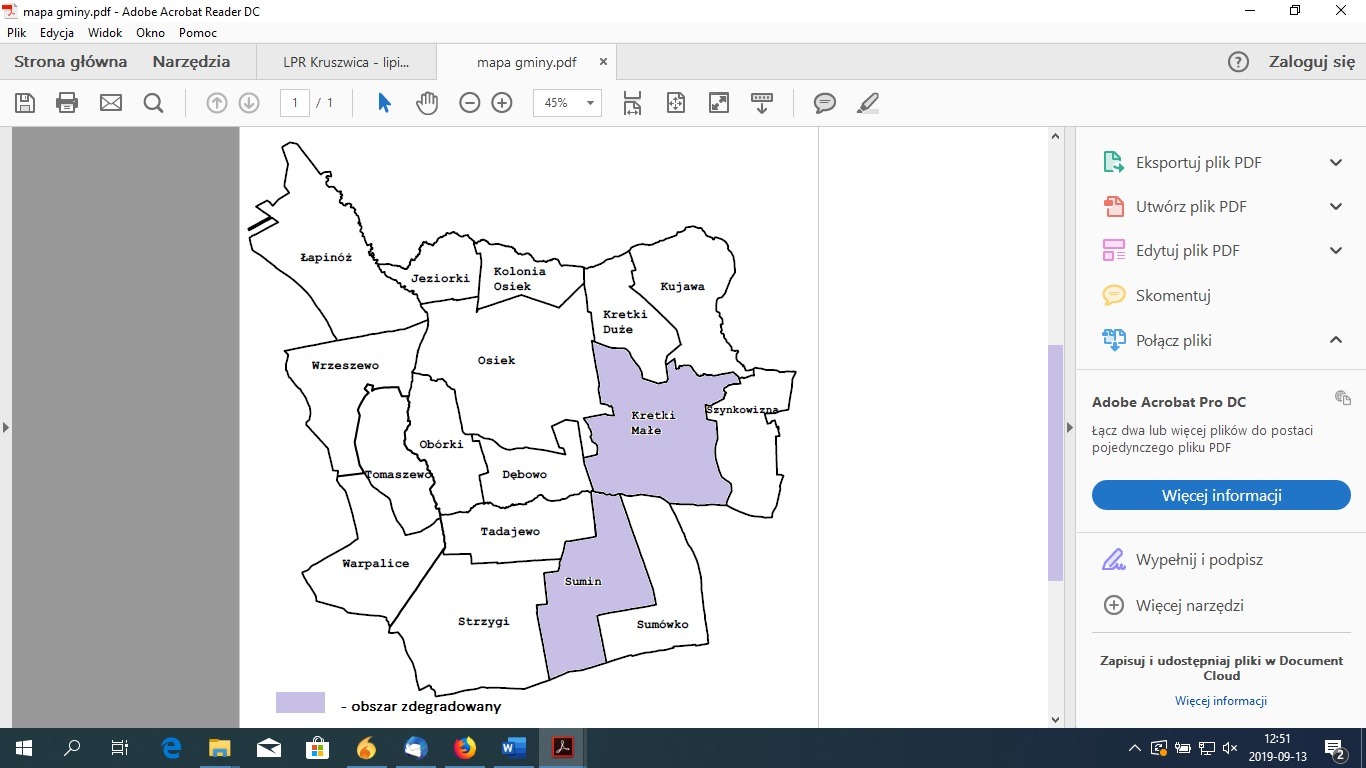 mapa gminy.pdf - Adobe Acrobat Reader DC
Plik Edycja Widok Okno Pomoc
Strona główna Narzędzia LPR Kruszwica - lipi... mapa gminy.pdf × ? Zaloguj się
1 / 1 45%
Łapinóż
Jeziorki
Kolonia
Osiek
Kujawa
Kretki
Duże
Wrzeszewo
Osiek
Kretki
Małe
Szynkowizna
Obórki
Tomaszewo
Dębowo
Tadajewo
Warpalice
Sumin
Strzygi
Sumówko
- obszar zdegradowany
Eksportuj plik PDF
Utwórz plik PDF
Edytuj plik PDF
Skomentuj
Połącz pliki
Adobe Acrobat Pro DC
Łącz dwa lub więcej plików do postaci
pojedynczego pliku PDF
Więcej informacji
Wypełnij i podpisz
Więcej narzędzi
Zapisuj i udostępniaj pliki w Document
Cloud
Więcej informacji
12:51
2019-09-13
2